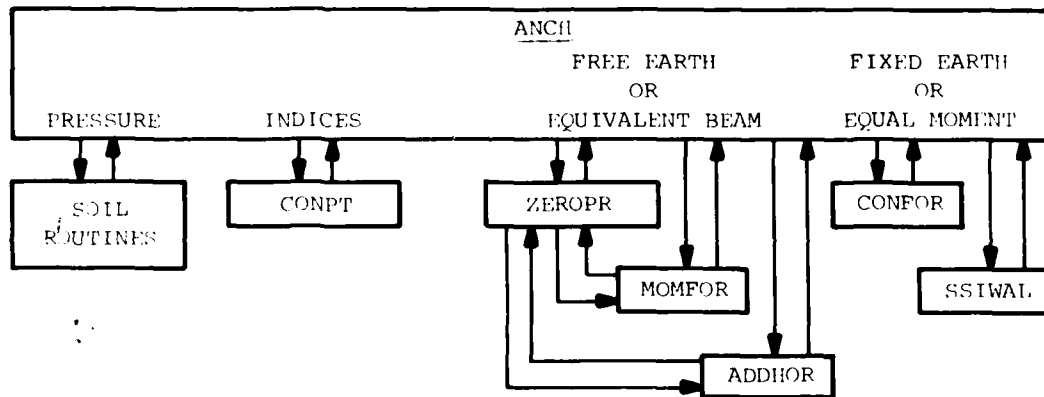 ANCH
FREE EARTH
OR
EQUIVALENT BEAM
FIXED EARTH
OR
EQUAL MOMENT
PRESSURE
INDICES
SOIL
ROUTINES
CONPT
ZEROPR
CONFOR
MOMFOR
SSIWAL
ADDHOR